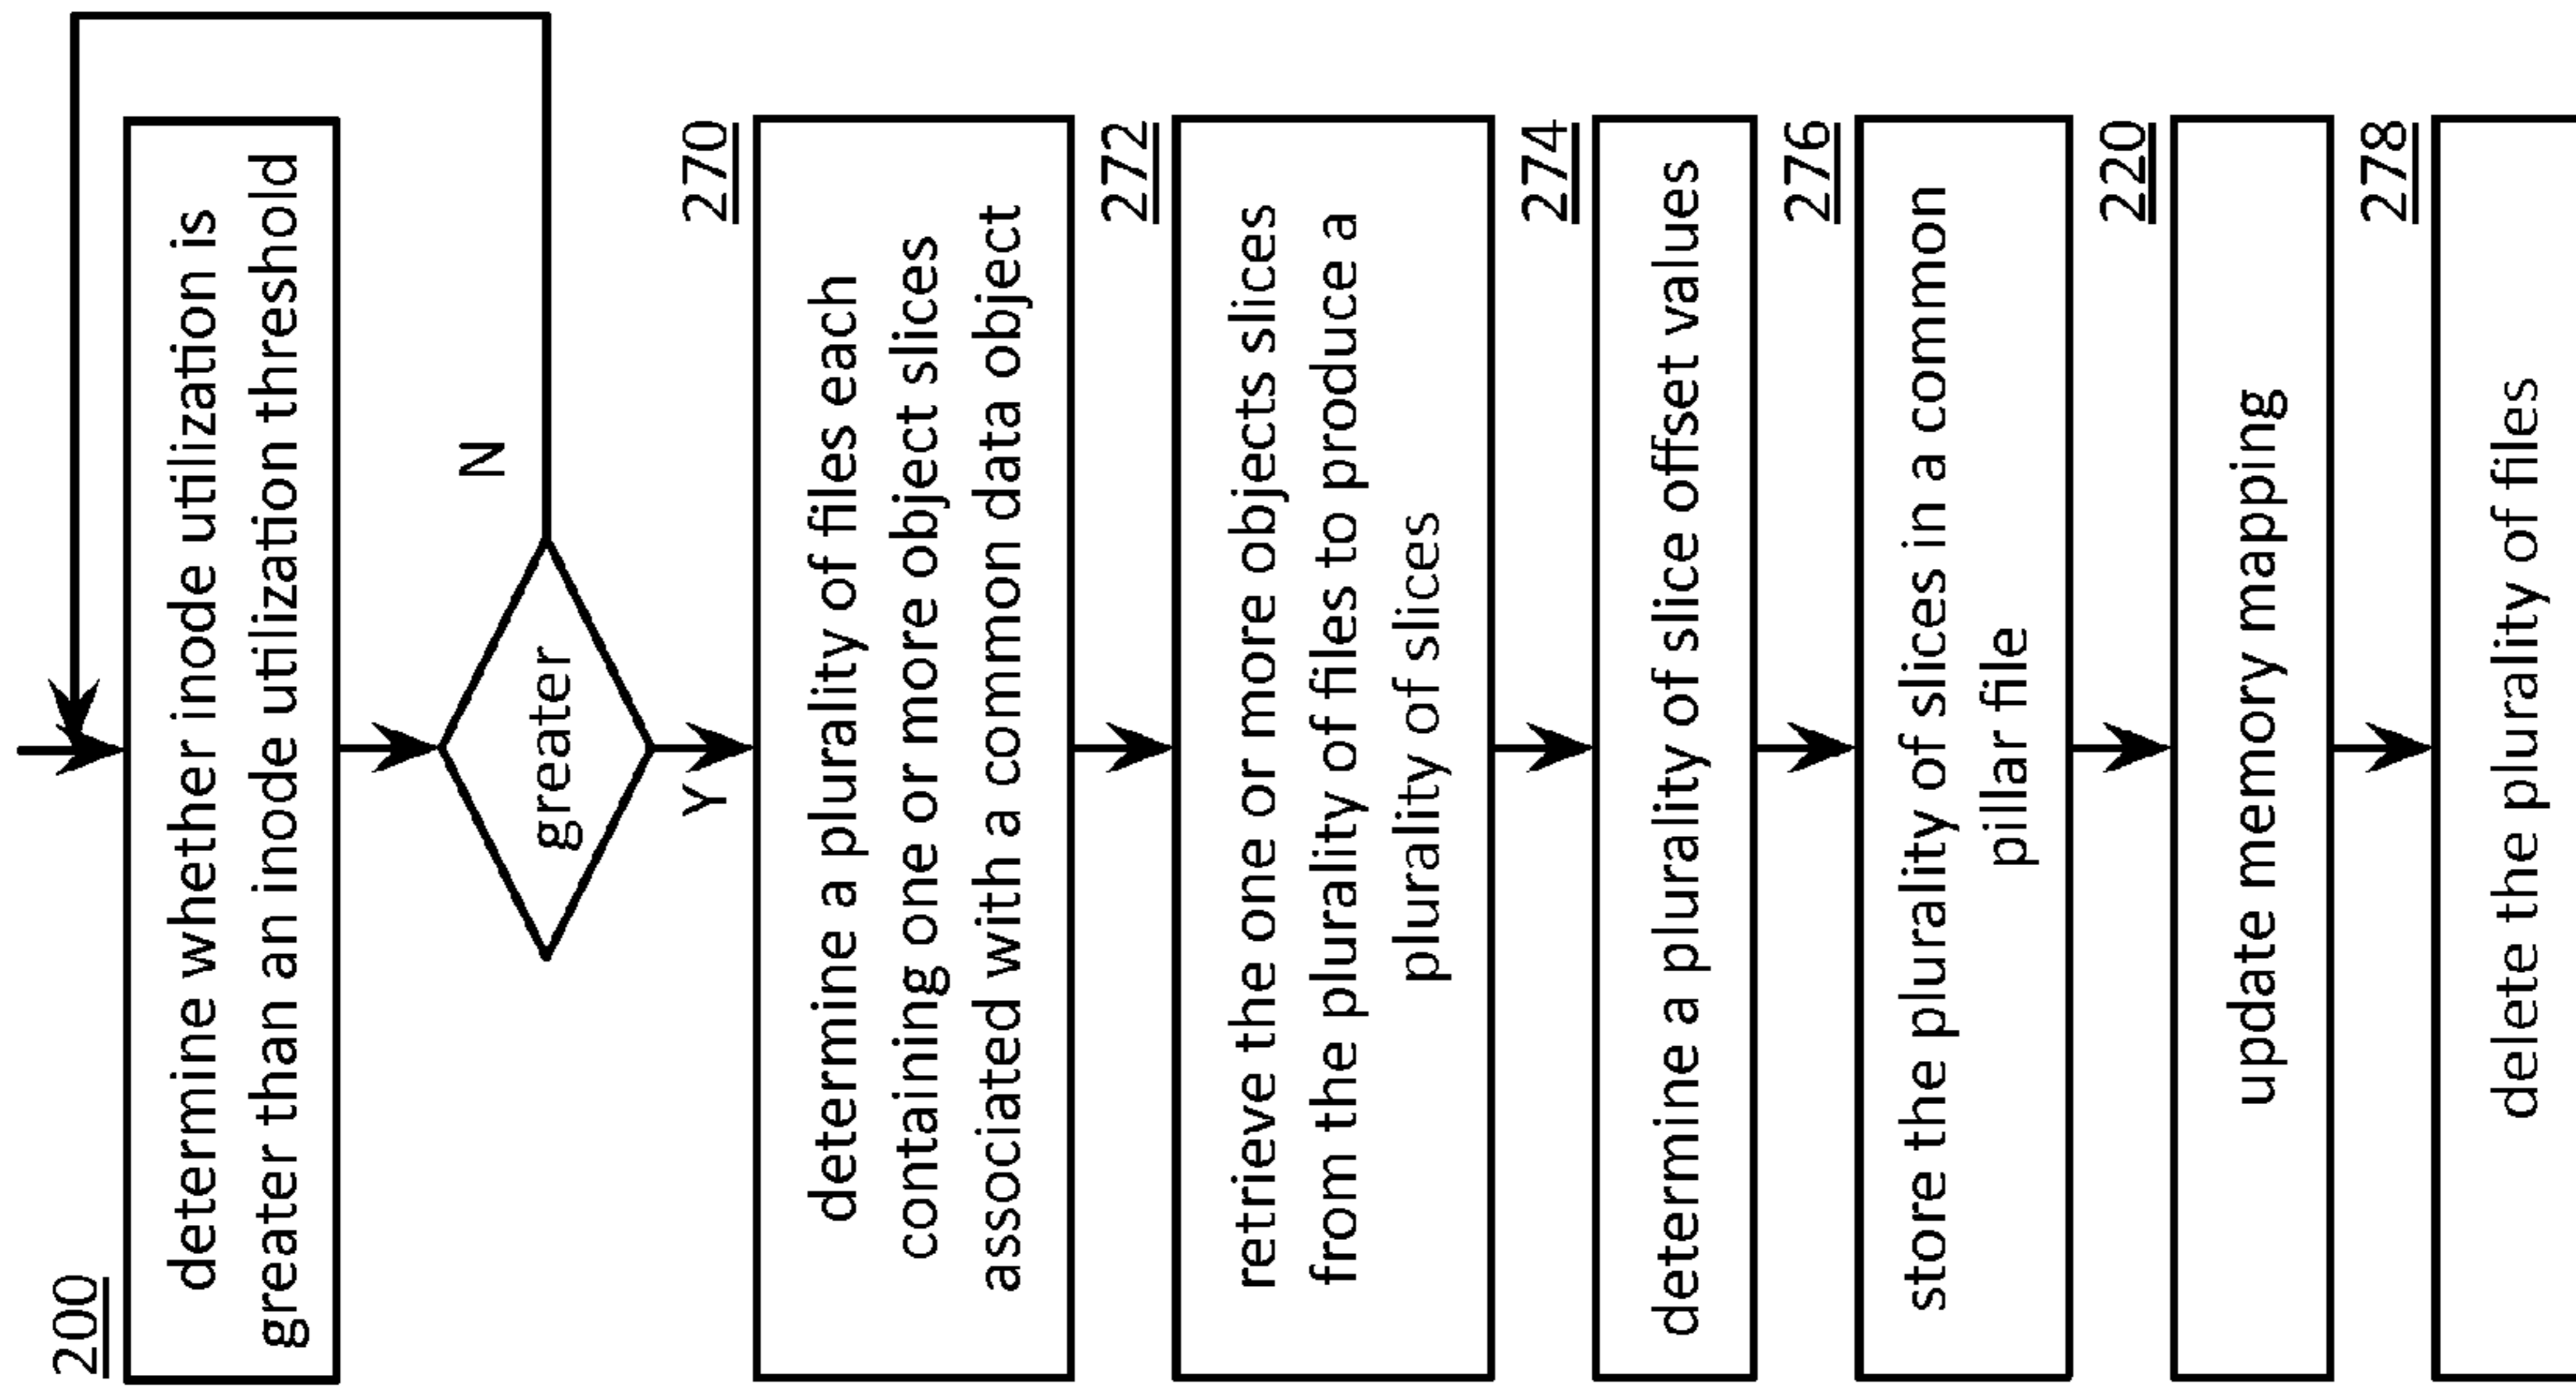 200
determine whether inode utilization is
greater than an inode utilization threshold
greater
N
Y
270
determine a plurality of files each
containing one or more object slices
associated with a common data object
272
retrieve the one or more objects slices
from the plurality of files to produce a
plurality of slices
274
determine a plurality of slice offset values
276
store the plurality of slices in a common
pillar file
220
update memory mapping
278
delete the plurality of files